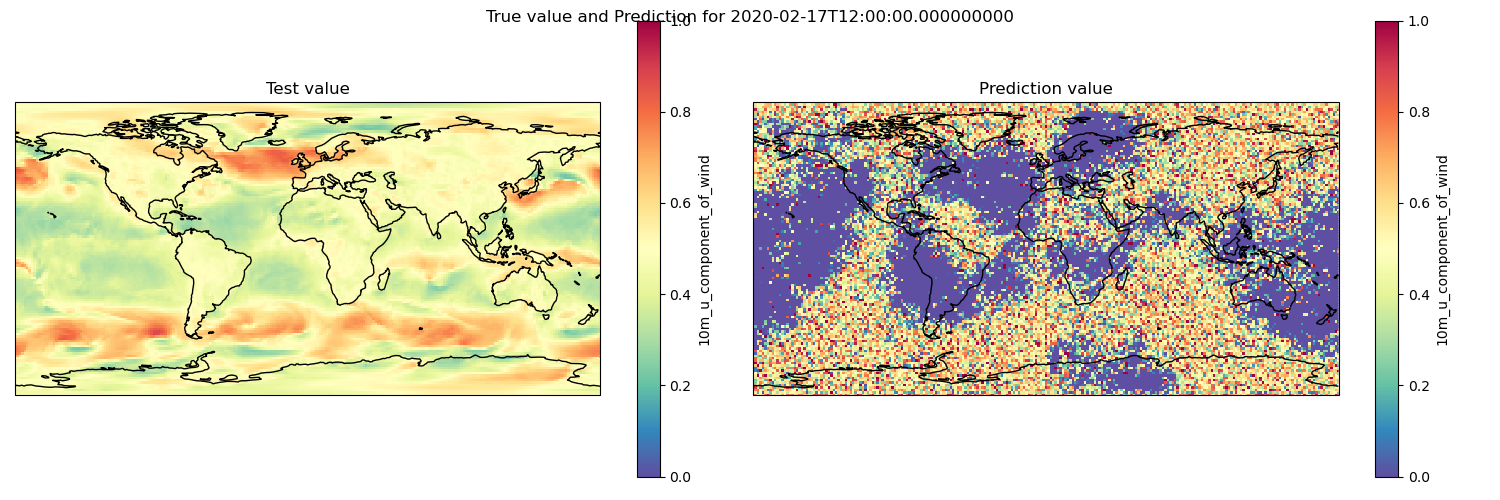 True value and Prediction for 2020-02-17T12:00:00.000000000
Test value
1.0
0.8
0.6
0.4
0.2
0.0
10m_u_component_of_wind
Prediction value
1.0
0.8
0.6
0.4
0.2
0.0
10m_u_component_of_wind